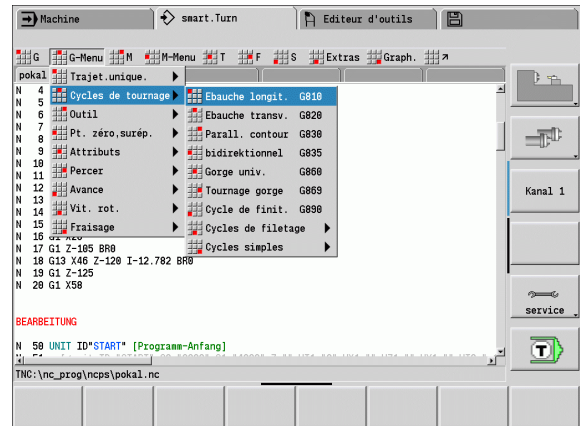 Machine
smart.Turn
Editeur d'outils
G G-Menu M M-Menu T F S Extras Graph.
pokal
Trajet.unique.
Cycles de tournage
Outil
Pt. zéro,surép.
Attributs
Percer
Avance
Vit. rot.
Fraisage
Ebauche longit. G810
Ebauche transv. G820
Parall. contour G830
bidirektionnel G835
Gorge univ. G860
Tournage gorge G869
Cycle de finit. G890
Cycles de filetage
Cycles simples
N 4
N 5
N 6
N 7
N 8
N 9
N 10
N 11
N 12
N 13
N 14
N 15
N 16 G1 X20
N 17 G1 Z-105 BR0
N 18 G13 X46 Z-120 I-12.782 BR0
N 19 G1 Z-125
N 20 G1 X58
BEARBEITUNG
N 50 UNIT ID"START" [Programm-Anfang]
TNC:\nc_prog\ncps\pokal.nc
Kanal 1
service
T